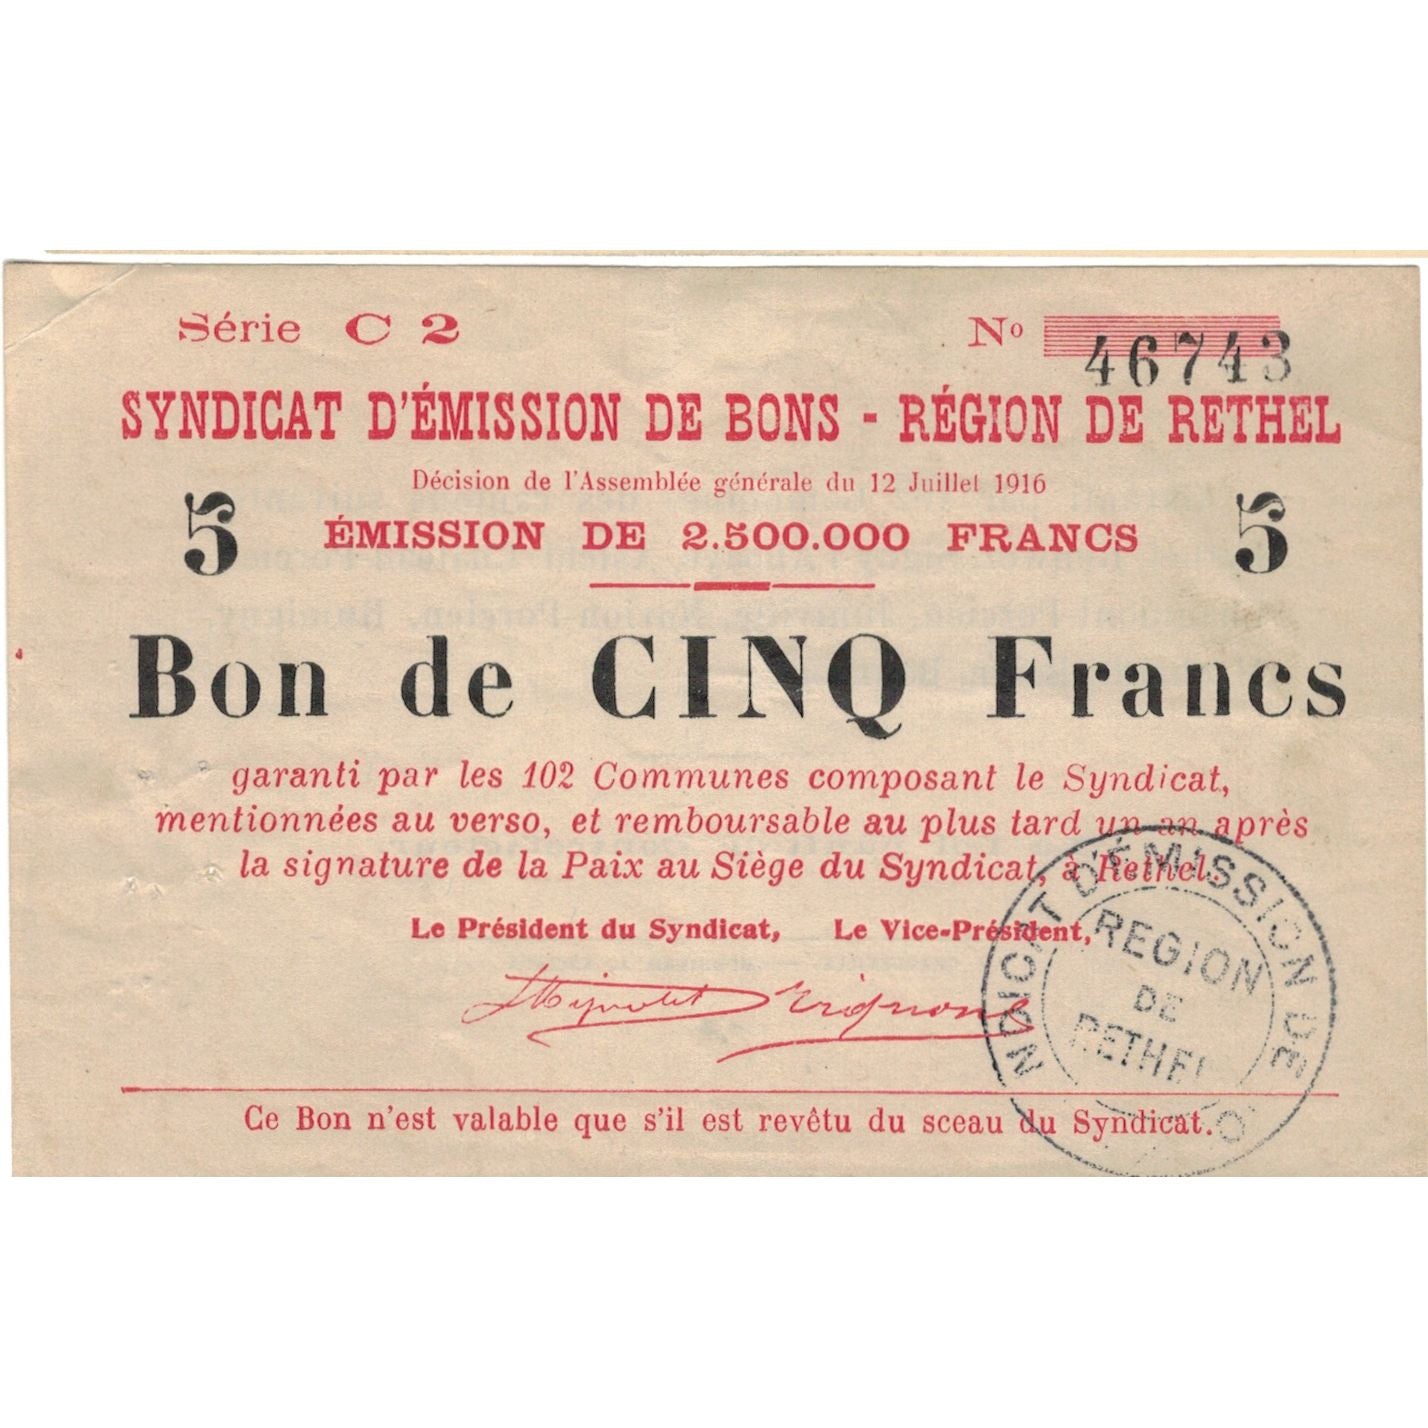 Série C 2 Nº 46743
SYNDICAT D'ÉMISSION DE BONS - RÉGION DE RETHEL
Décision de l'Assemblée générale du 12 Juillet 1916
5 ÉMISSION DE 2.500.000 FRANCS 5
Bon de CINQ Francs
garanti par les 102 Communes composant le Syndicat,
mentionnées au verso, et remboursable au plus tard un an après
la signature de la Paix au Siège du Syndicat, à Rethel.
Le Président du Syndicat, Le Vice-Président,
NDICAT D'ÉMISSION DE
REGION
DE
RETHEL
Ce Bon n'est valable que s'il est revêtu du sceau du Syndicat.